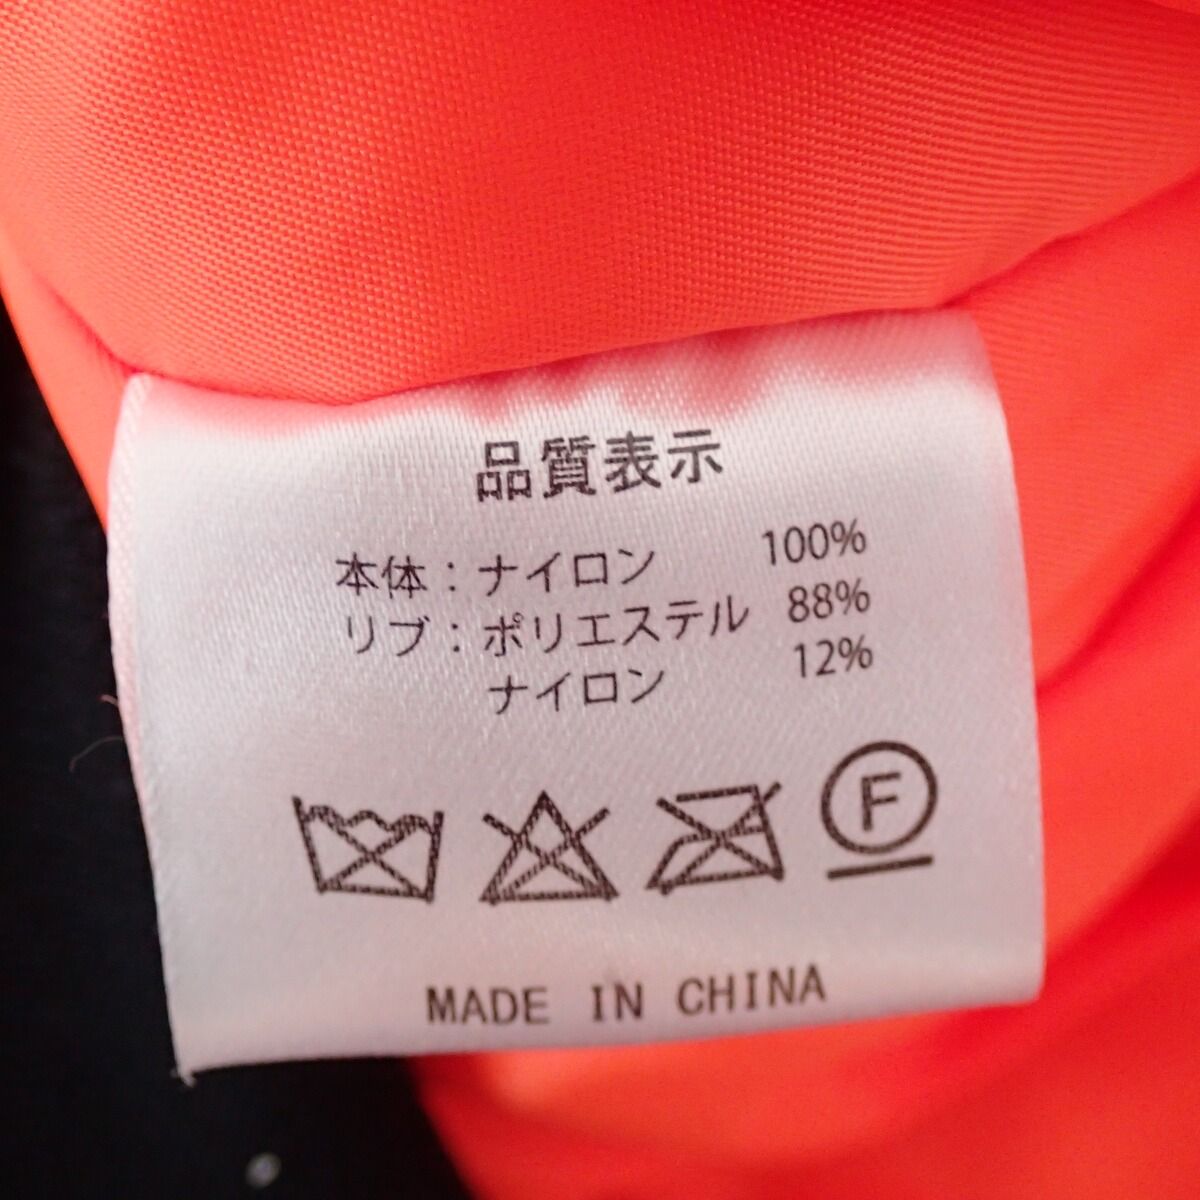 品質表示
本体：ナイロン 100%
リブ：ポリエステル 88%
ナイロン 12%
F
MADE IN CHINA